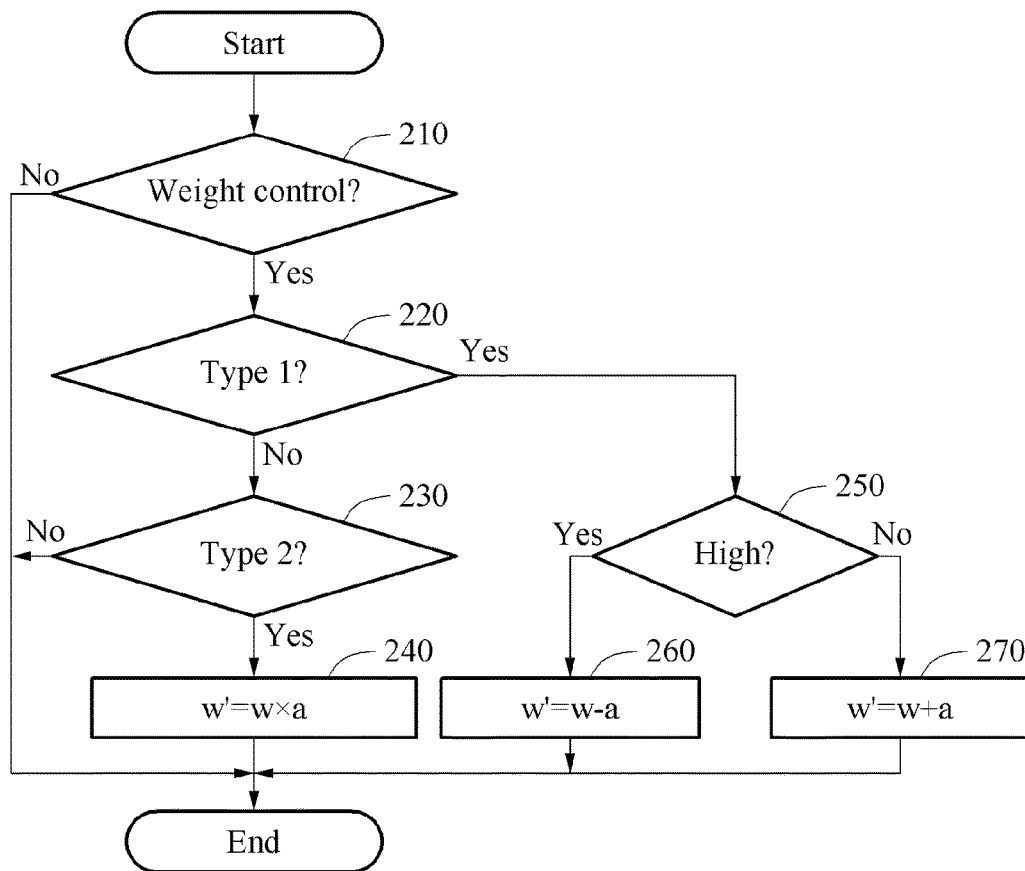 Start
210
No
Weight control?
Yes
220
Yes
Type 1?
No
230
250
No
Type 2?
Yes
High?
No
Yes
240
260
270
w'=w×a
w'=w-a
w'=w+a
End